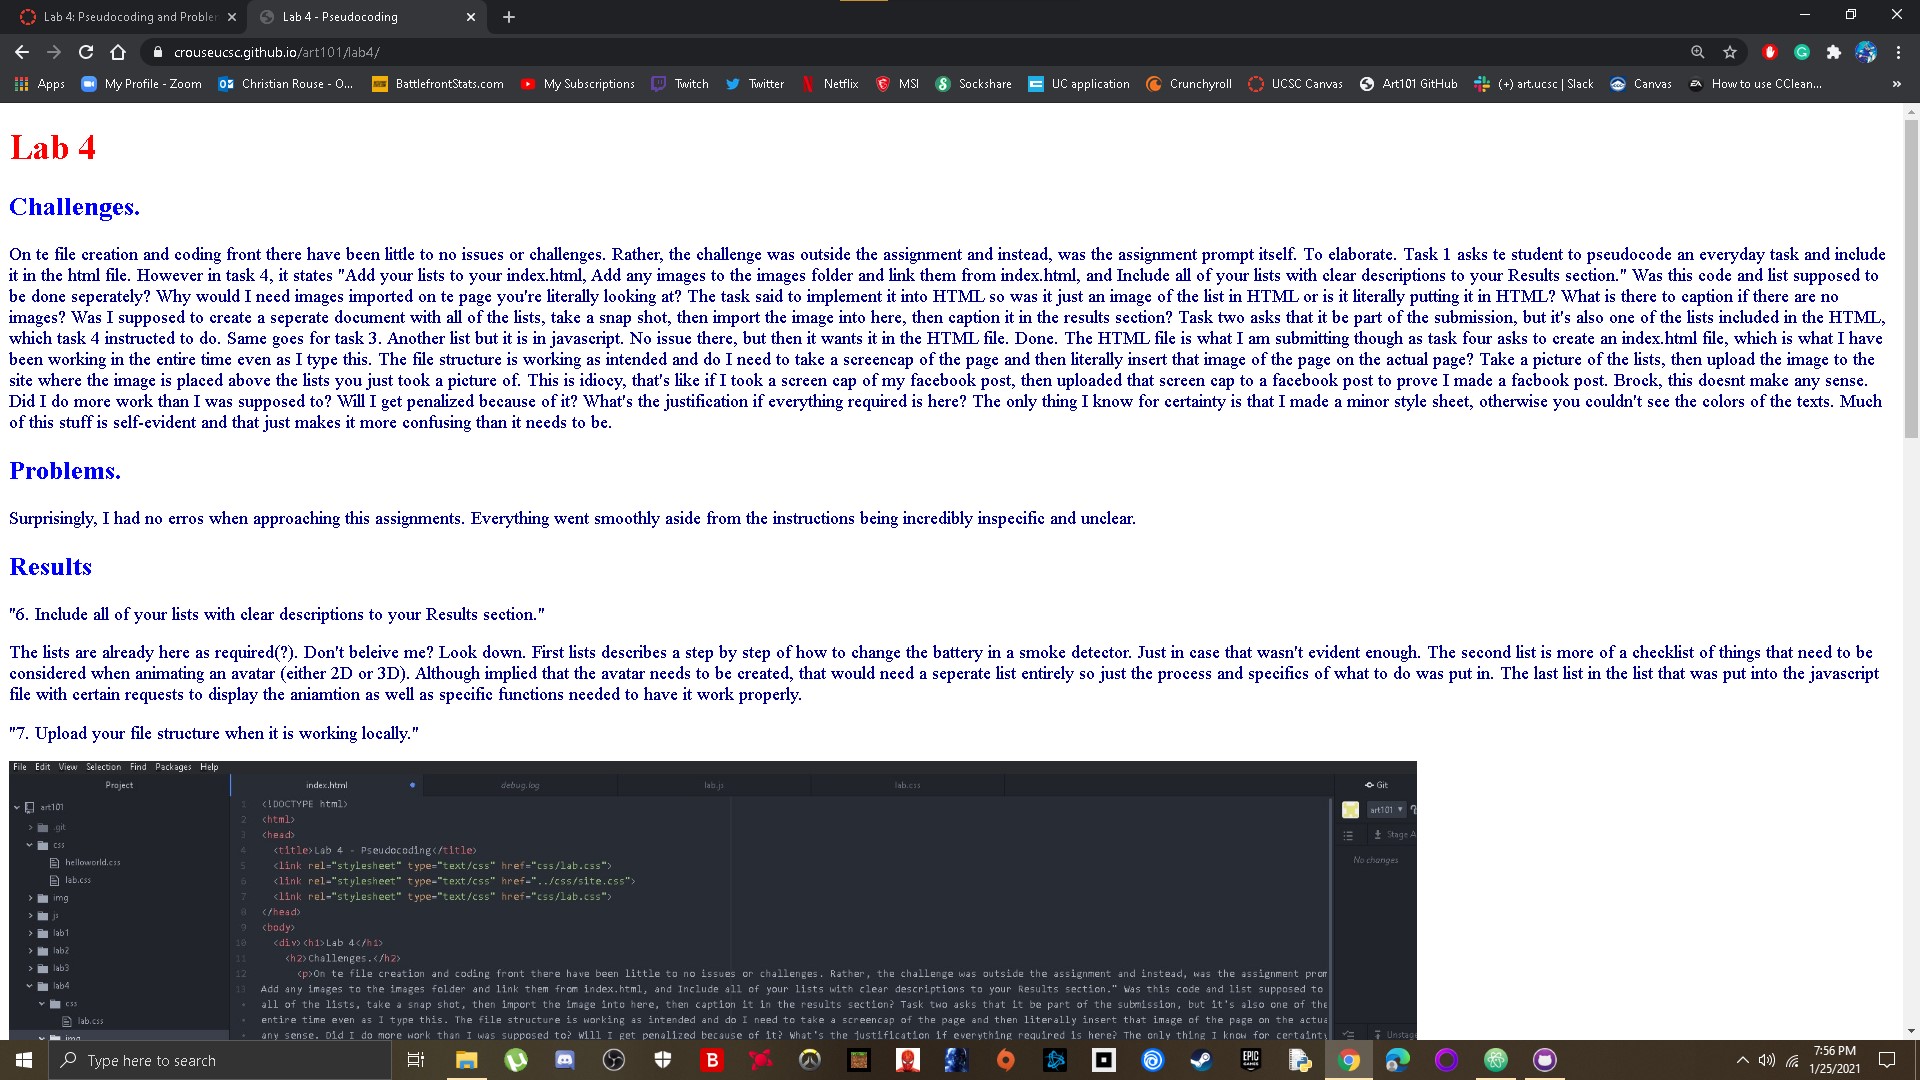 Lab 4: Pseudocoding and Problem
Lab 4 - Pseudocoding
crouseucsc.github.io/art101/lab4/
Apps
My Profile - Zoom
Christian Rouse - O...
BattlefrontStats.com
My Subscriptions
Twitch
Twitter
Netflix
MSI
Sockshare
UC application
Crunchyroll
UCSC Canvas
Art101 GitHub
(+) art.ucsc | Slack
Canvas
How to use CClean...
Lab 4
Challenges.
On te file creation and coding front there have been little to no issues or challenges. Rather, the challenge was outside the assignment and instead, was the assignment prompt itself. To elaborate. Task 1 asks te student to pseudocode an everyday task and include
it in the html file. However in task 4, it states "Add your lists to your index.html, Add any images to the images folder and link them from index.html, and Include all of your lists with clear descriptions to your Results section." Was this code and list supposed to
be done seperately? Why would I need images imported on te page you're literally looking at? The task said to implement it into HTML so was it just an image of the list in HTML or is it literally putting it in HTML? What is there to caption if there are no
images? Was I supposed to create a seperate document with all of the lists, take a snap shot, then import the image into here, then caption it in the results section? Task two asks that it be part of the submission, but it's also one of the lists included in the HTML,
which task 4 instructed to do. Same goes for task 3. Another list but it is in javascript. No issue there, but then it wants it in the HTML file. Done. The HTML file is what I am submitting though as task four asks to create an index.html file, which is what I have
been working in the entire time even as I type this. The file structure is working as intended and do I need to take a screencap of the page and then literally insert that image of the page on the actual page? Take a picture of the lists, then upload the image to the
site where the image is placed above the lists you just took a picture of. This is idiocy, that's like if I took a screen cap of my facebook post, then uploaded that screen cap to a facebook post to prove I made a facbook post. Brock, this doesnt make any sense.
Did I do more work than I was supposed to? Will I get penalized because of it? What's the justification if everything required is here? The only thing I know for certainty is that I made a minor style sheet, otherwise you couldn't see the colors of the texts. Much
of this stuff is self-evident and that just makes it more confusing than it needs to be.
Problems.
Surprisingly, I had no erros when approaching this assignments. Everything went smoothly aside from the instructions being incredibly inspecific and unclear.
Results
"6. Include all of your lists with clear descriptions to your Results section."
The lists are already here as required(?). Don't beleive me? Look down. First lists describes a step by step of how to change the battery in a smoke detector. Just in case that wasn't evident enough. The second list is more of a checklist of things that need to be
considered when animating an avatar (either 2D or 3D). Although implied that the avatar needs to be created, that would need a seperate list entirely so just the process and specifics of what to do was put in. The last list in the list that was put into the javascript
file with certain requests to display the aniamtion as well as specific functions needed to have it work properly.
"7. Upload your file structure when it is working locally."
File Edit View Selection Find Packages Help
Project
index.html
debug.log
lab.js
lab.css
Git
art101
.git
css
helloworld.css
lab.css
img
js
lab1
lab2
lab3
lab4
css
lab.css
img
1 <!DOCTYPE html>
2 <html>
3 <head>
4 <title>Lab 4 - Pseudocoding</title>
5 <link rel="stylesheet" type="text/css" href="css/lab.css">
6 <link rel="stylesheet" type="text/css" href="../css/site.css">
7 <link rel="stylesheet" type="text/css" href="css/lab.css">
8 </head>
9 <body>
10 <div><h1>Lab 4</h1>
11 <h2>Challenges.</h2>
12 <p>On te file creation and coding front there have been little to no issues or challenges. Rather, the challenge was outside the assignment and instead, was the assignment prom
13 Add any images to the images folder and link them from index.html, and Include all of your lists with clear descriptions to your Results section." Was this code and list supposed to
all of the lists, take a snap shot, then import the image into here, then caption it in the results section? Task two asks that it be part of the submission, but it's also one of the
entire time even as I type this. The file structure is working as intended and do I need to take a screencap of the page and then literally insert that image of the page on the actua
any sense. Did I do more work than I was supposed to? Will I get penalized because of it? What's the justification if everything required is here? The only thing I know for certainty
art101
Stage A
No changes
Unstage
Type here to search
7:56 PM
1/25/2021